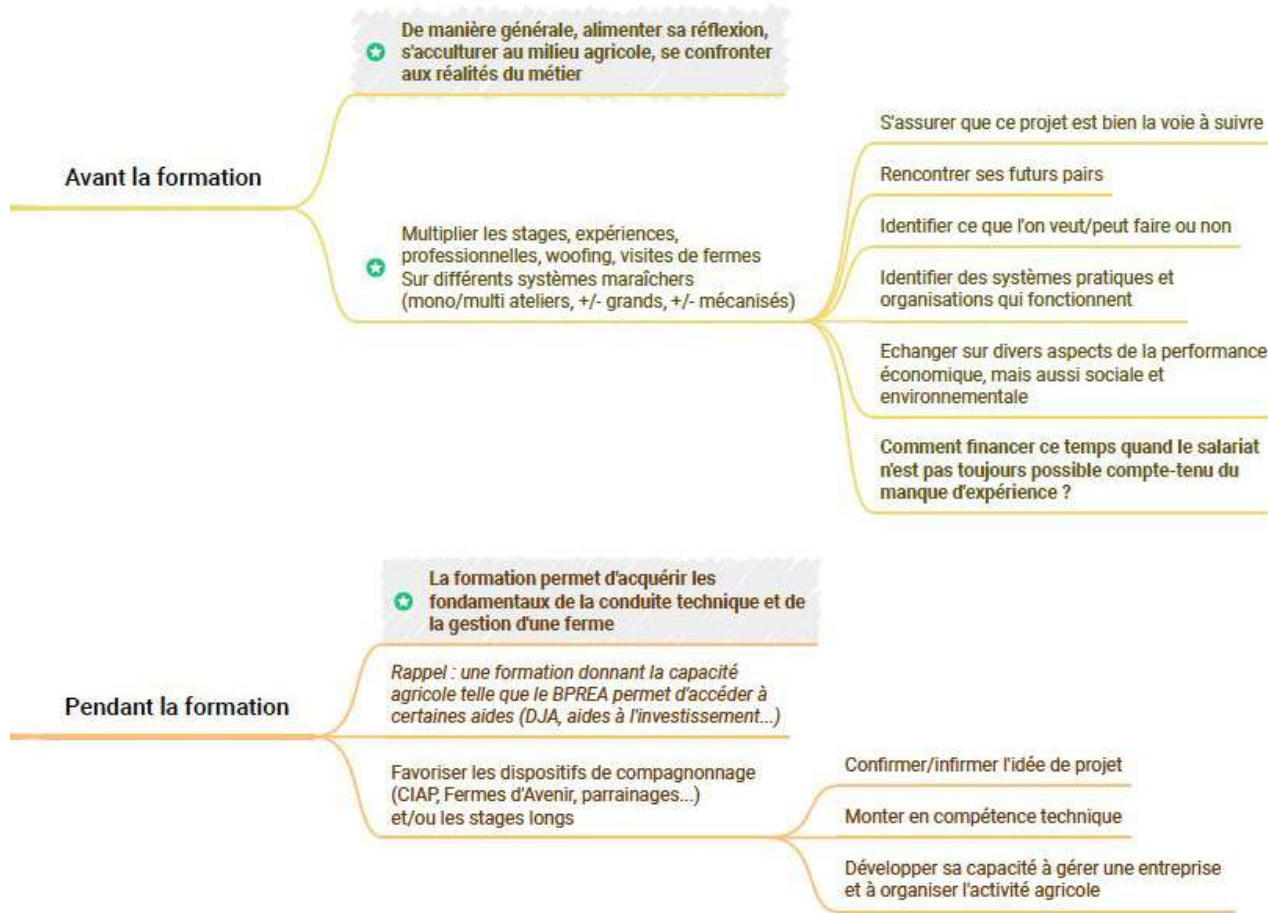 De manière générale, alimenter sa réflexion,
s'acculturer au milieu agricole, se confronter
aux réalités du métier
Avant la formation
Multiplier les stages, expériences,
professionnelles, woofing, visites de fermes
Sur différents systèmes maraîchers
(mono/multi ateliers, +/- grands, +/- mécanisés)
S'assurer que ce projet est bien la voie à suivre
Rencontrer ses futurs pairs
Identifier ce que l'on veut/peut faire ou non
Identifier des systèmes pratiques et
organisations qui fonctionnent
Echanger sur divers aspects de la performance
économique, mais aussi sociale et
environnementale
Comment financer ce temps quand le salariat
n'est pas toujours possible compte-tenu du
manque d'expérience ?
La formation permet d'acquérir les
fondamentaux de la conduite technique et de
la gestion d'une ferme
Pendant la formation
Rappel : une formation donnant la capacité
agricole telle que le BPREA permet d'accéder à
certaines aides (DJA, aides à l'investissement...)
Favoriser les dispositifs de compagnonnage
(CIAP, Fermes d'Avenir, parrainages...)
et/ou les stages longs
Confirmer/infirmer l'idée de projet
Monter en compétence technique
Développer sa capacité à gérer une entreprise
et à organiser l'activité agricole